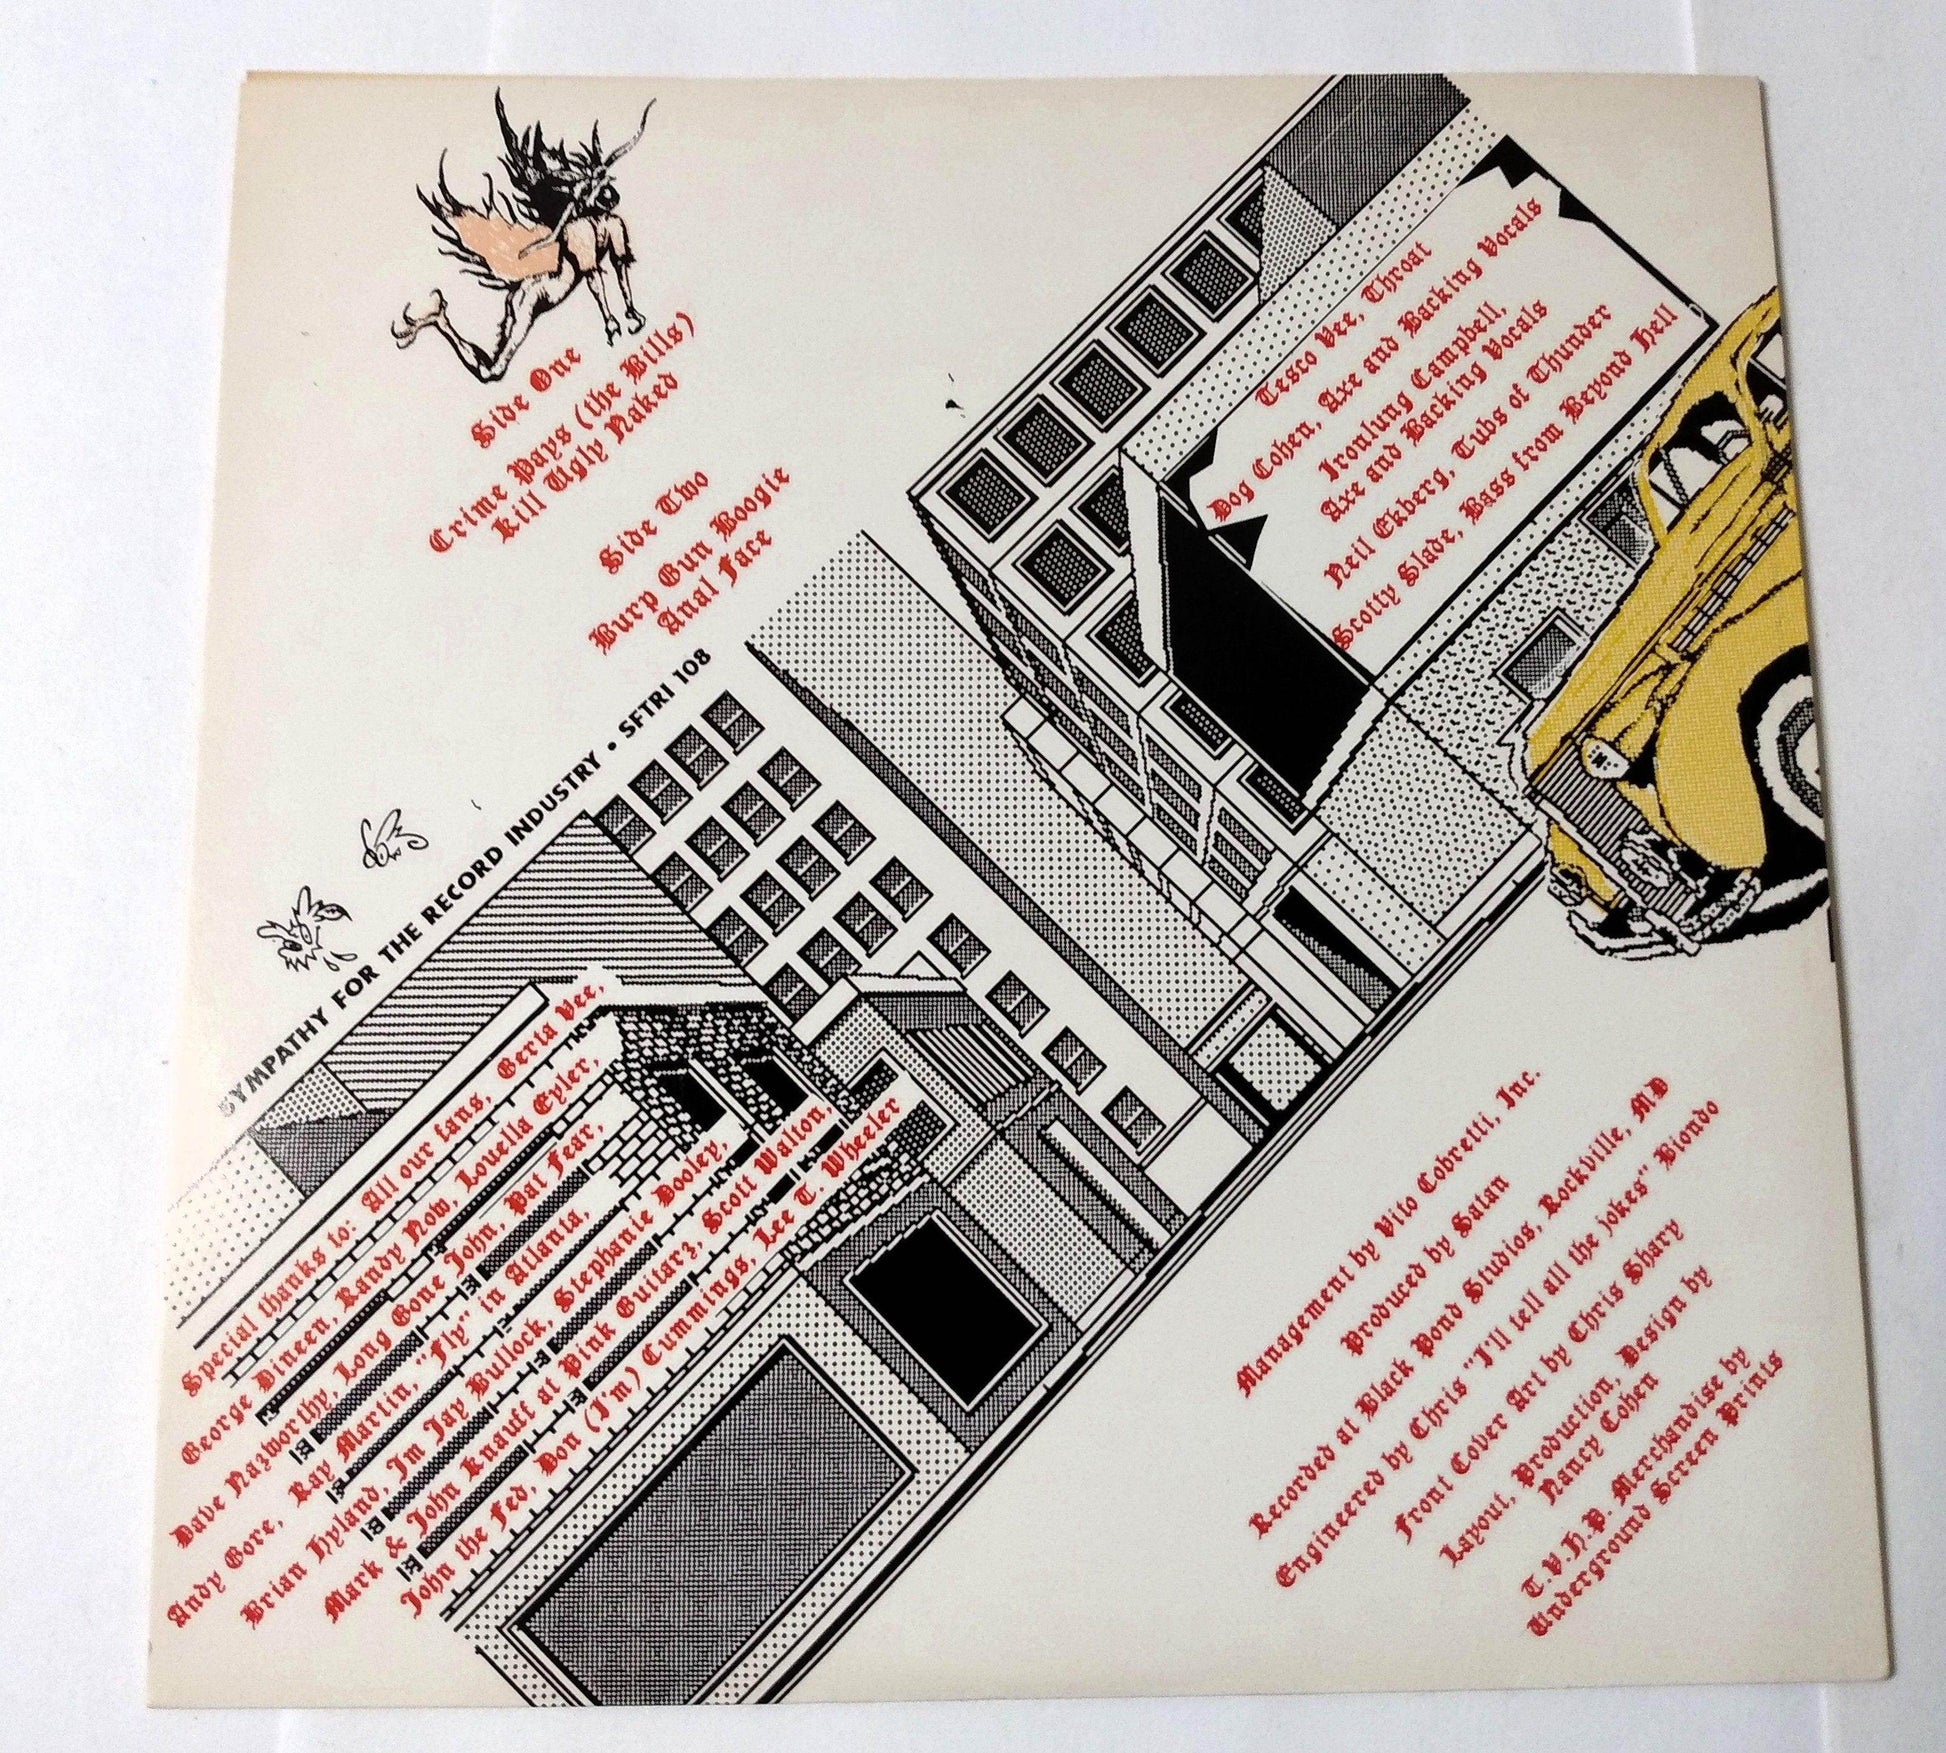 Side One
Crime Pays (the Bills)
Kill Ugly Naked
Side Two
Burp Gun Boogie
Anal Face
SYMPATHY FOR THE RECORD INDUSTRY • SFTRI 108
Tesco Vee, Throat
Dog Cohen, Axe and Backing Vocals
Ironlung Campbell,
Axe and Backing Vocals
Neil Ekberg, Tubs of Thunder
Scotty Slade, Bass from Beyond Hell
Special thanks to: All our fans, Gerta Vee,
George Dineen, Randy Now, Louella Eyler,
Dave Nazworthy, Long Gone John, Pat Fear,
Andy Gore, Ray Martin, "Fly" in Atlanta,
Brian Hyland, Im Jay Bullock, Stephanie Dooley,
Mark & John Knauff at Pink Guitarz, Scott Walton,
John the Fed, Don (I'm) Cummings, Lee T. Wheeler
Management by Vito Cobretti, Inc.
Produced by Satan
Recorded at Black Pond Studios, Rockville, MD
Engineered by Chris "I'll tell all the jokes" Biondo
Front Cover Art by Chris Shary
Layout, Production, Design by
Nancy Cohen
T.V.H.P. Merchandise by
Underground Screen Prints